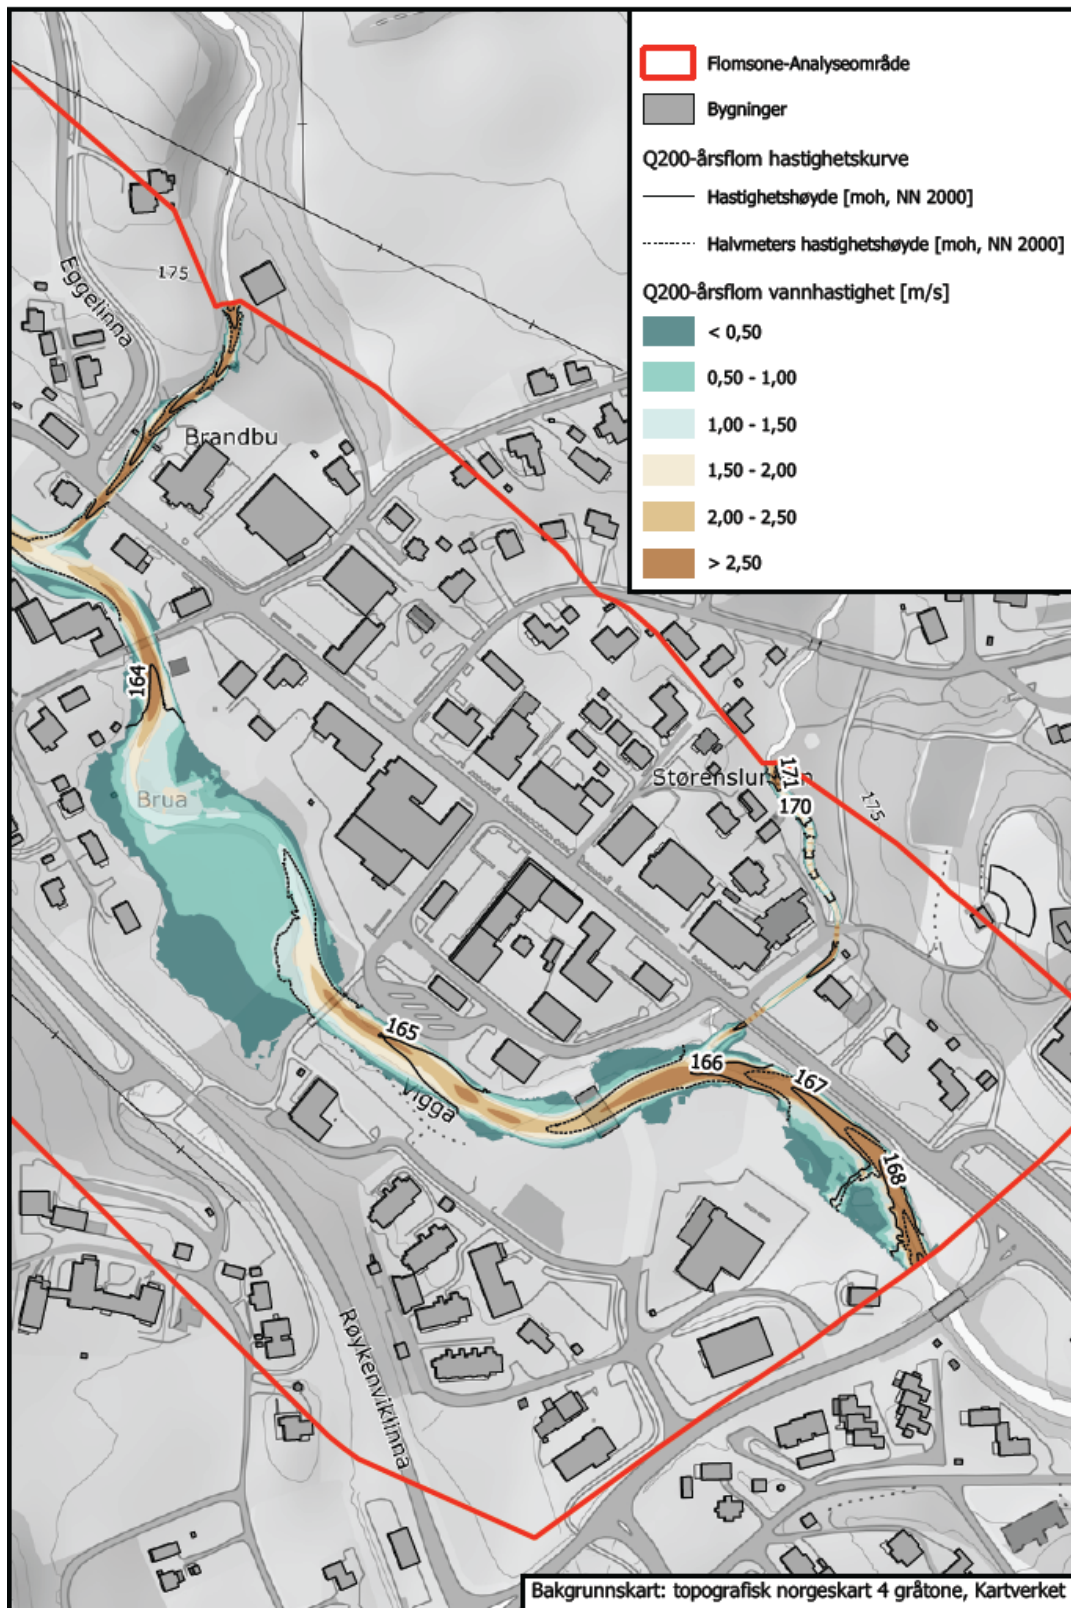 Flomsone-Analyseområde
Bygninger
Q200-årsflom hastighetskurve
Hastighetshøyde [moh, NN 2000]
Halvmeters hastighetshøyde [moh, NN 2000]
Q200-årsflom vannhastighet [m/s]
< 0,50
0,50 - 1,00
1,00 - 1,50
1,50 - 2,00
2,00 - 2,50
> 2,50
Eggelinna
175
Brandbu
164
Brua
171
170
175
165
Vigga
166
167
168
Røykenviklinna
Bakgrunnskart: topografisk norgeskart 4 gråtone, Kartverket